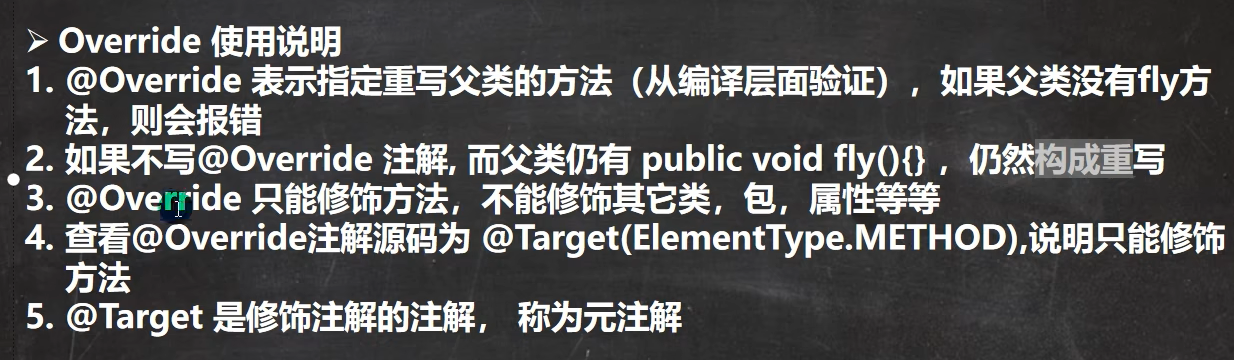 ➢ Override 使用说明
1. @Override 表示指定重写父类的方法（从编译层面验证），如果父类没有fly方
法，则会报错
2. 如果不写@Override 注解, 而父类仍有 public void fly(){} ，仍然构成重写
3. @Override 只能修饰方法，不能修饰其它类，包，属性等等
4. 查看@Override注解源码为 @Target(ElementType.METHOD),说明只能修饰
方法
5. @Target 是修饰注解的注解， 称为元注解